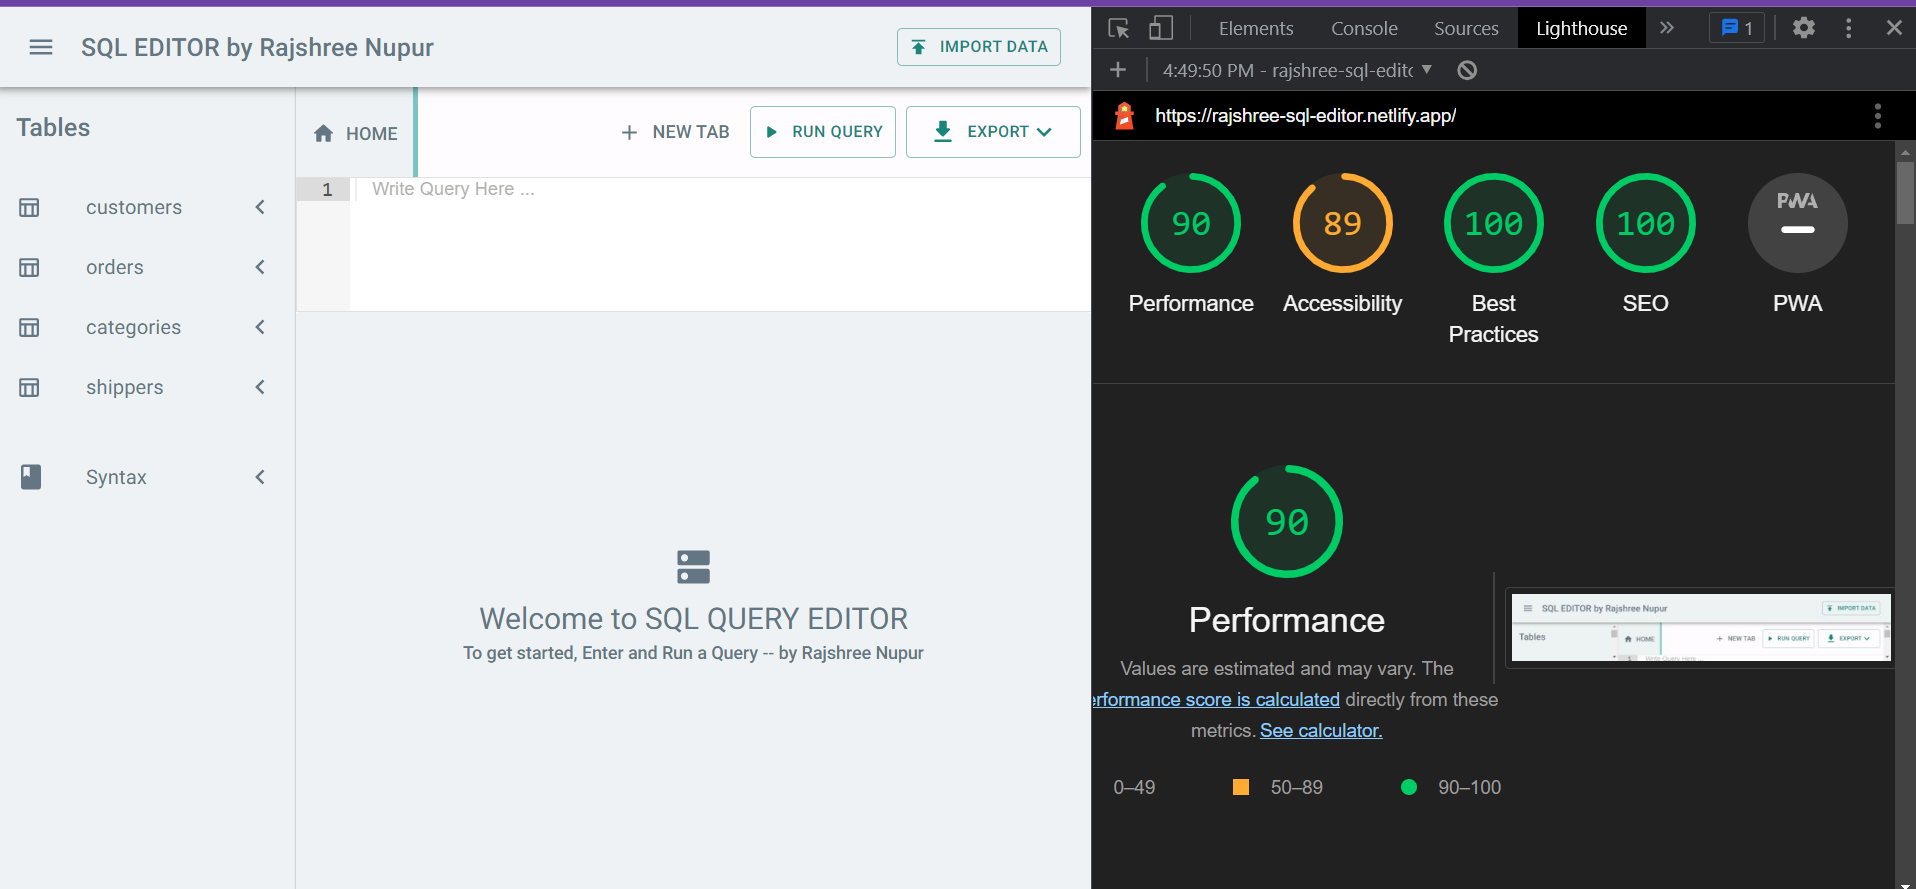 SQL EDITOR by Rajshree Nupur
IMPORT DATA
Tables
customers
orders
categories
shippers
Syntax
HOME
NEW TAB
RUN QUERY
EXPORT
1
Write Query Here ...
Welcome to SQL QUERY EDITOR
To get started, Enter and Run a Query -- by Rajshree Nupur
Elements
Console
Sources
Lighthouse
1
4:49:50 PM - rajshree-sql-edito
https://rajshree-sql-editor.netlify.app/
90
Performance
89
Accessibility
100
Best
Practices
100
SEO
PWA
PWA
90
Performance
Values are estimated and may vary. The
erformance score is calculated directly from these
metrics. See calculator.
0–49
50–89
90–100
SQL EDITOR by Rajshree Nupur
IMPORT DATA
Tables
HOME
NEW TAB
RUN QUERY
EXPORT
1
Write Query Here ...